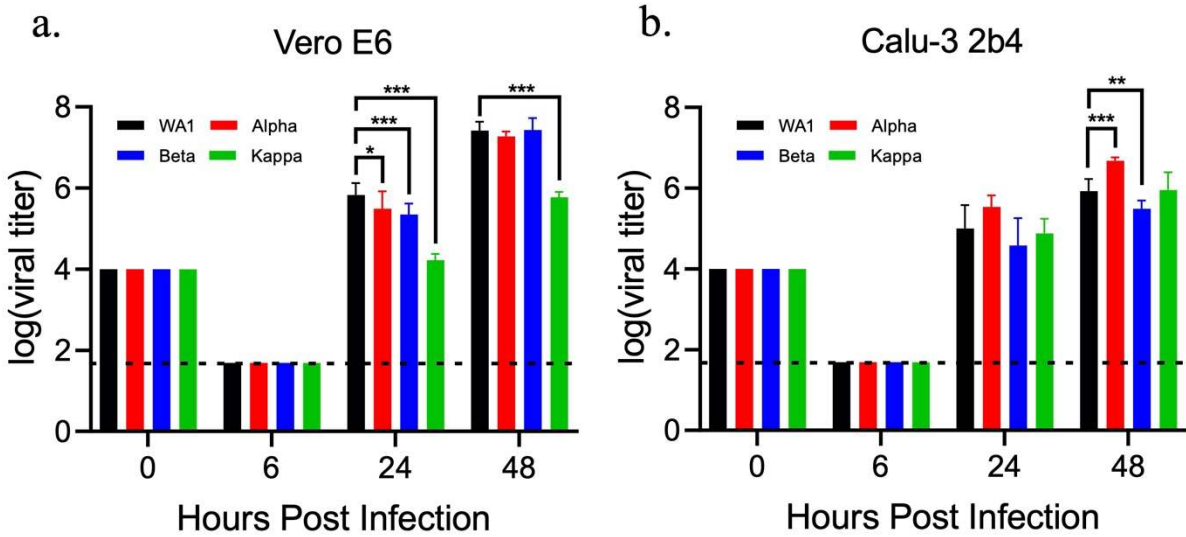 a.
Vero E6
WA1 Alpha
Beta Kappa
* *** *** ***
log(viral titer)
8
6
4
2
0
0 6 24 48
Hours Post Infection
b.
Calu-3 2b4
WA1 Alpha
Beta Kappa
*** **
log(viral titer)
8
6
4
2
0
0 6 24 48
Hours Post Infection